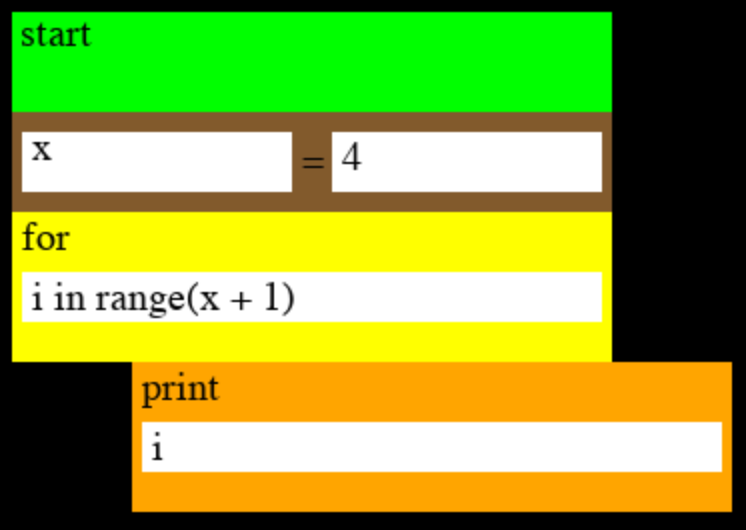 start
x = 4
for
i in range(x + 1)
print
i